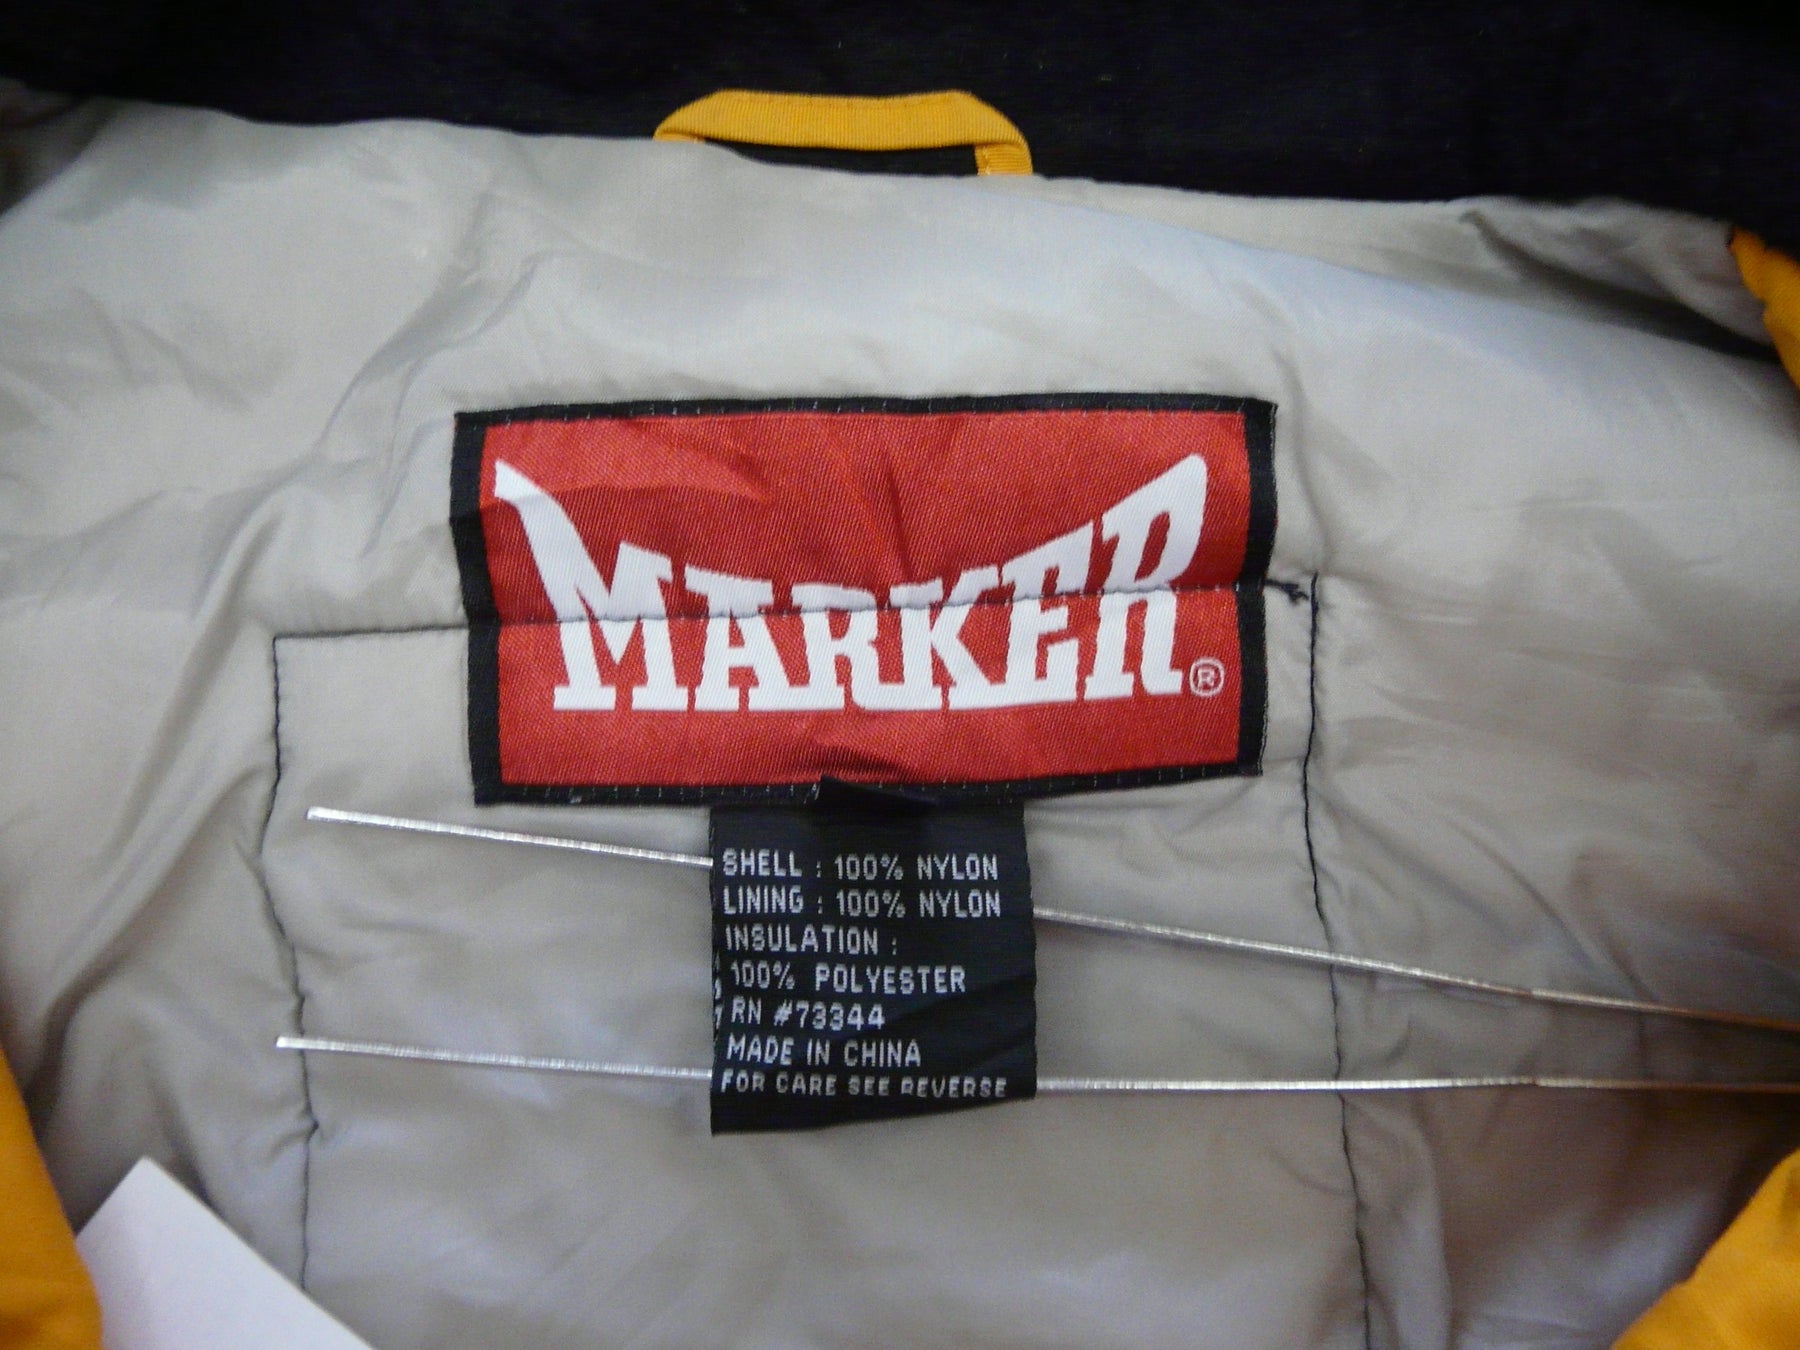 MARKER®
SHELL : 100% NYLON
LINING : 100% NYLON
INSULATION :
100% POLYESTER
RN #73344
MADE IN CHINA
FOR CARE SEE REVERSE